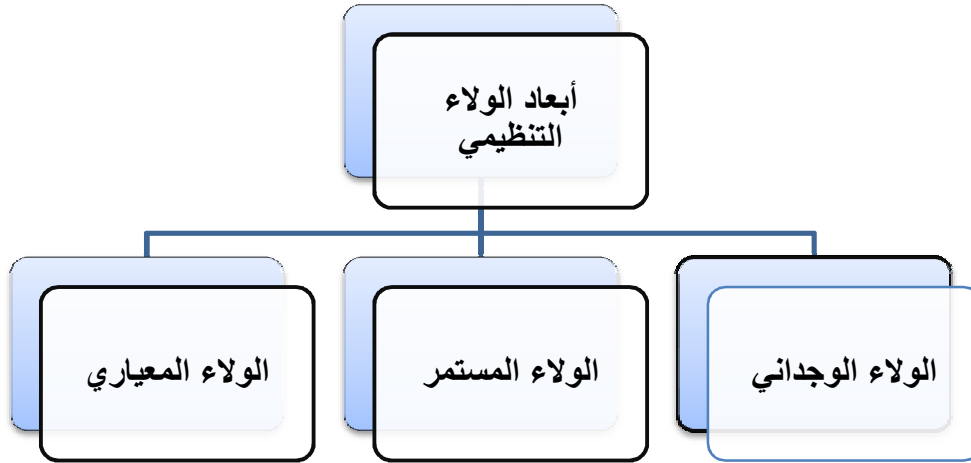 أبعاد الولاء
التنظيمي
الولاء الوجداني
الولاء المستمر
الولاء المعياري